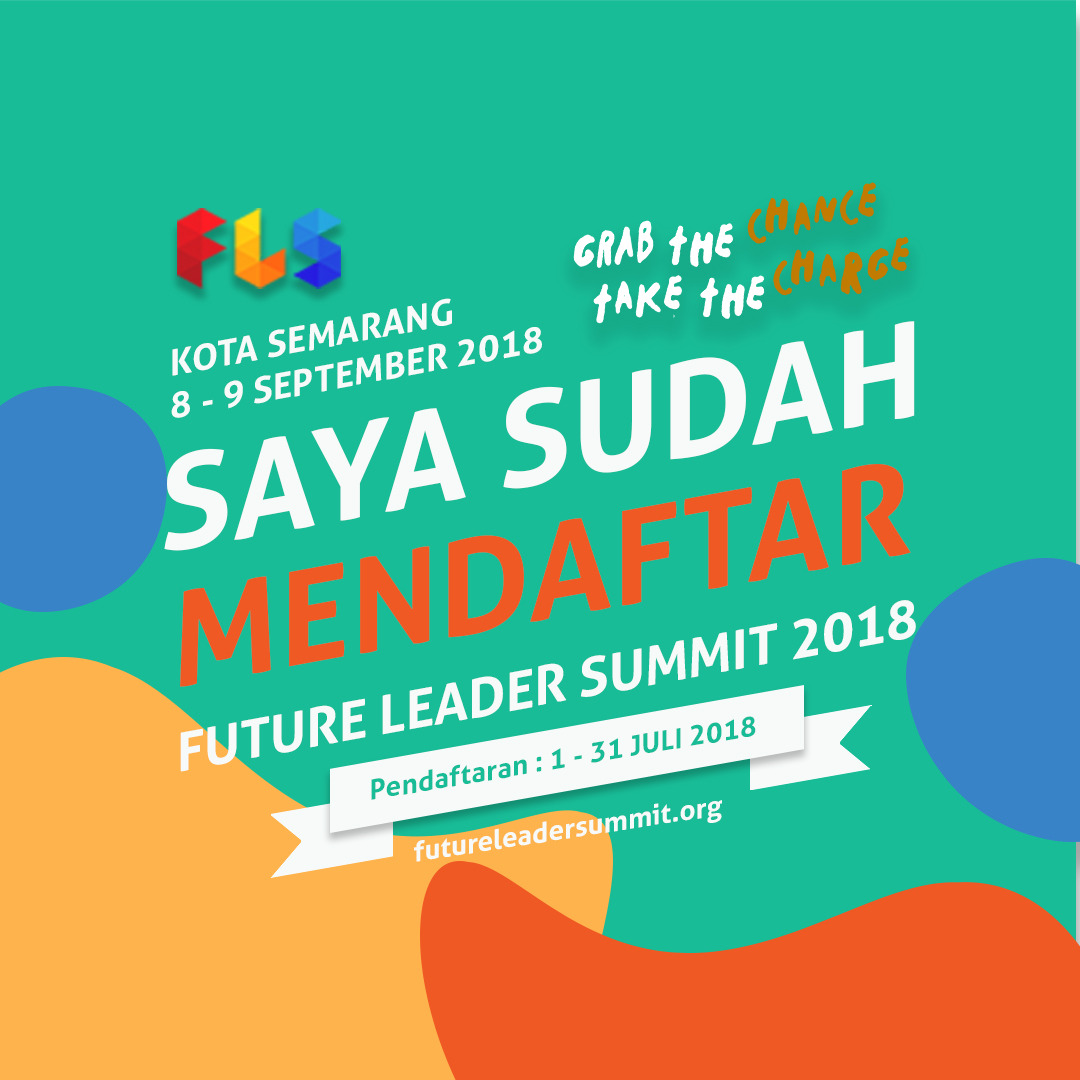 FLS
GRAB THE CHANCE
TAKE THE CHARGE
KOTA SEMARANG
8 - 9 SEPTEMBER 2018
SAYA SUDAH
MENDAFTAR
FUTURE LEADER SUMMIT 2018
Pendaftaran : 1 - 31 JULI 2018
futureleadersummit.org